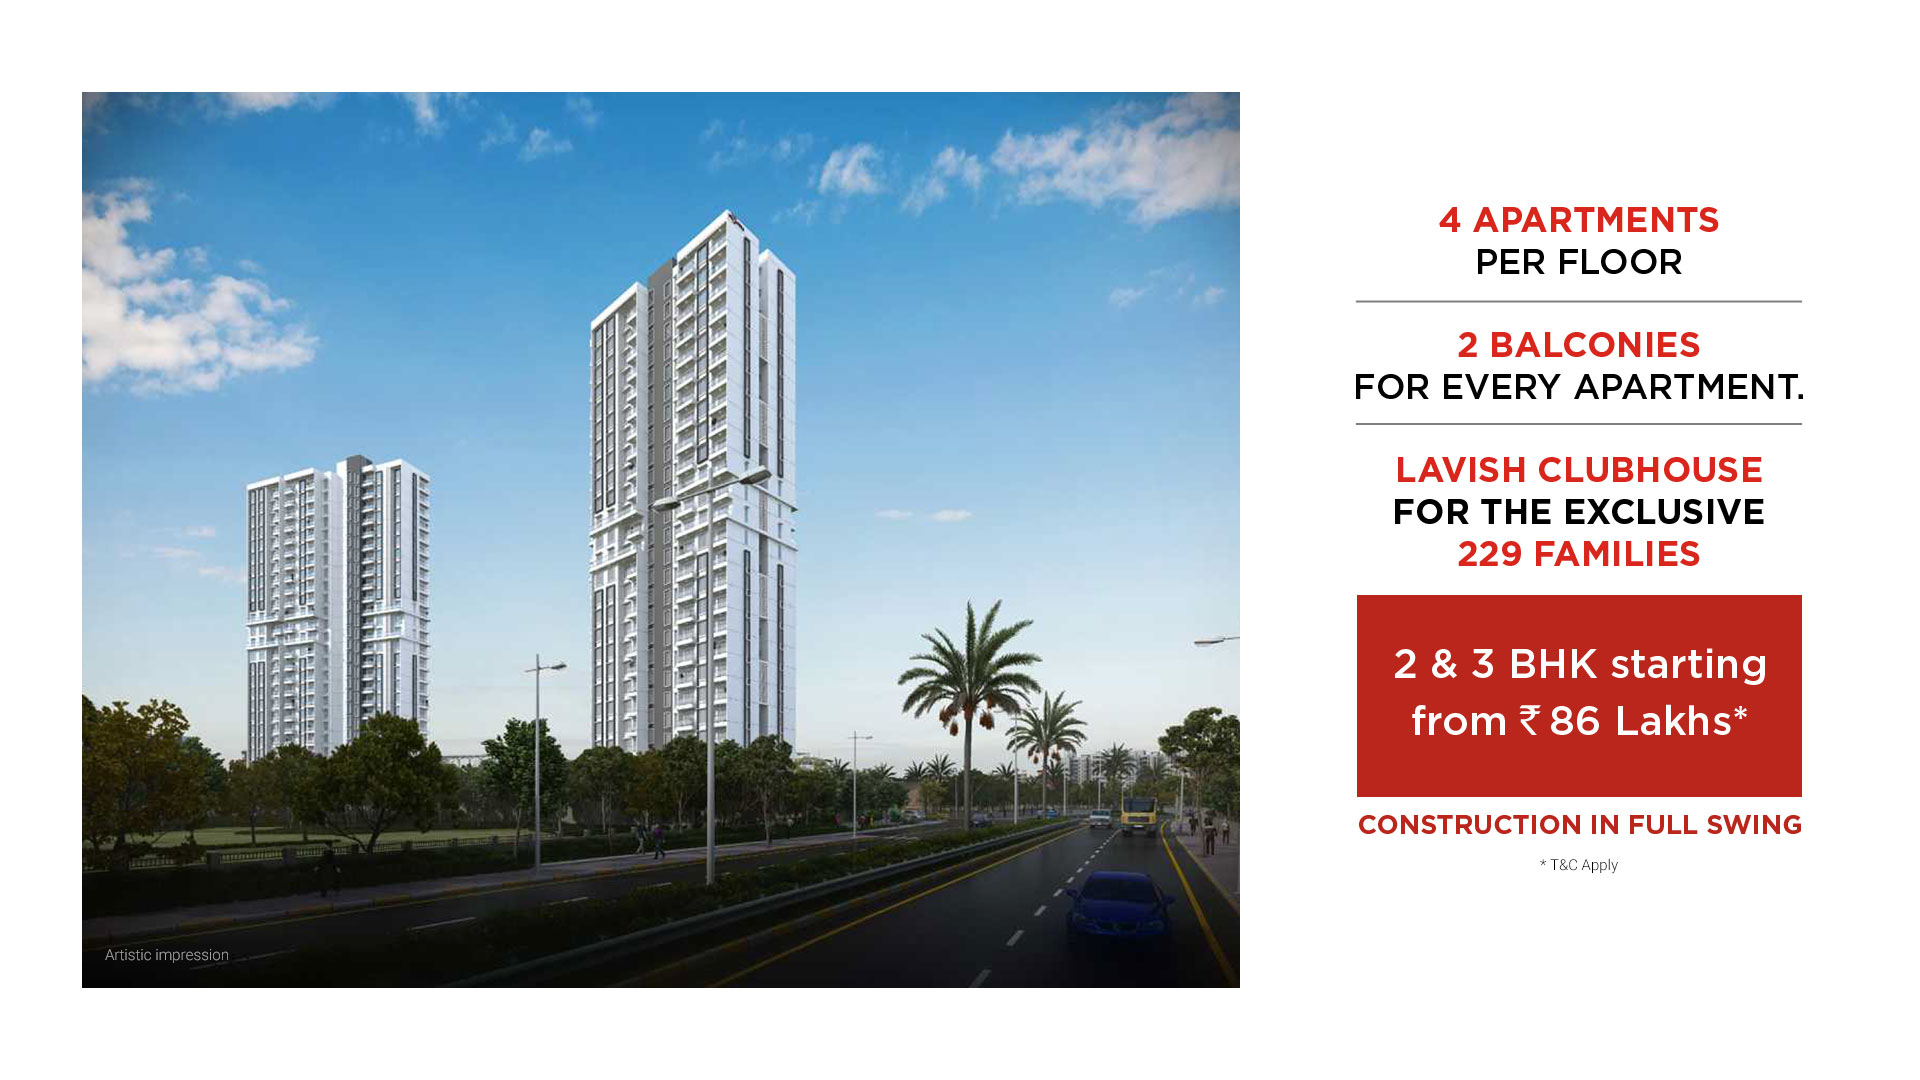 4 APARTMENTS
PER FLOOR
2 BALCONIES
FOR EVERY APARTMENT.
LAVISH CLUBHOUSE
FOR THE EXCLUSIVE
229 FAMILIES
2 & 3 BHK starting
from ₹ 86 Lakhs*
CONSTRUCTION IN FULL SWING
* T&C Apply
Artistic impression